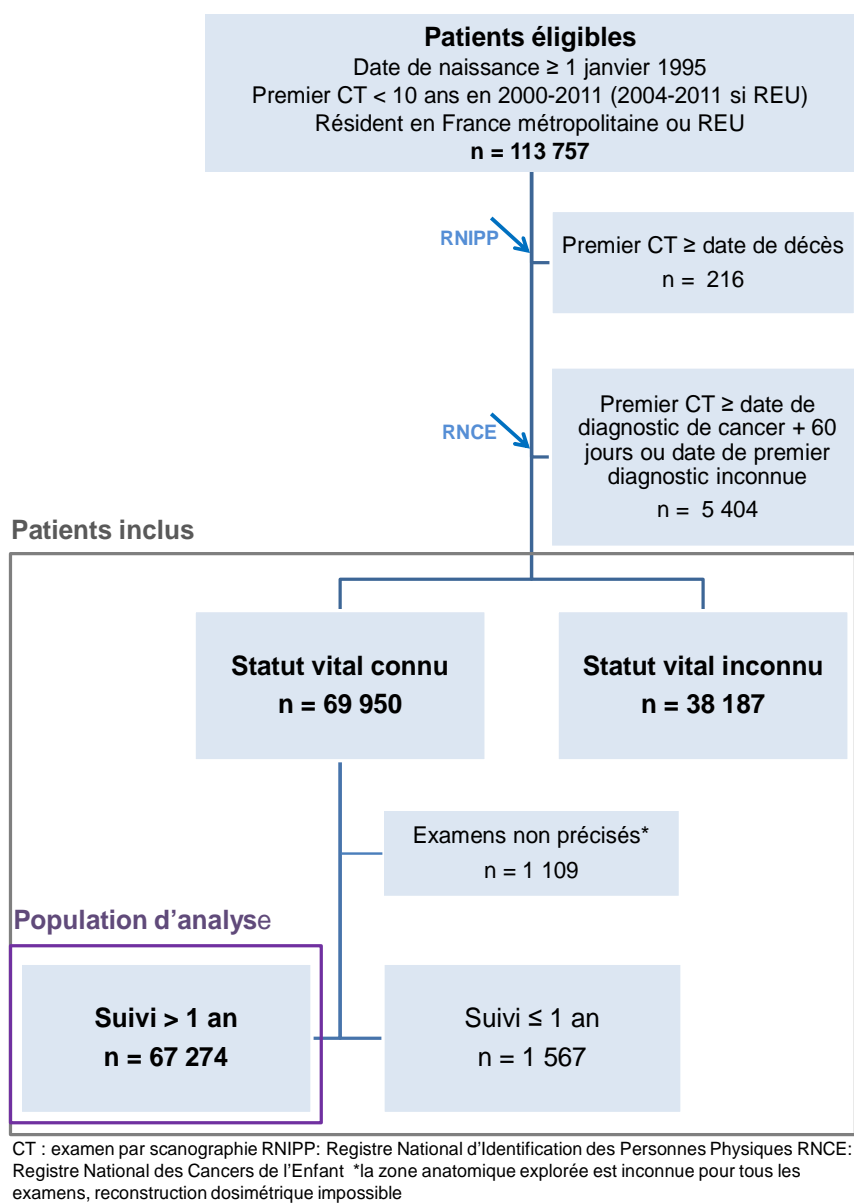 Patients éligibles
Date de naissance ≥ 1 janvier 1995
Premier CT < 10 ans en 2000-2011 (2004-2011 si REU)
Résident en France métropolitaine ou REU
n = 113 757
RNIPP
Premier CT ≥ date de décès
n = 216
RNCE
Premier CT ≥ date de
diagnostic de cancer + 60
jours ou date de premier
diagnostic inconnue
n = 5 404
Patients inclus
Statut vital connu
n = 69 950
Statut vital inconnu
n = 38 187
Examens non précisés*
n = 1 109
Population d'analyse
Suivi > 1 an
n = 67 274
Suivi ≤ 1 an
n = 1 567
CT : examen par scanographie RNIPP: Registre National d'Identification des Personnes Physiques RNCE:
Registre National des Cancers de l'Enfant *la zone anatomique explorée est inconnue pour tous les
examens, reconstruction dosimétrique impossible